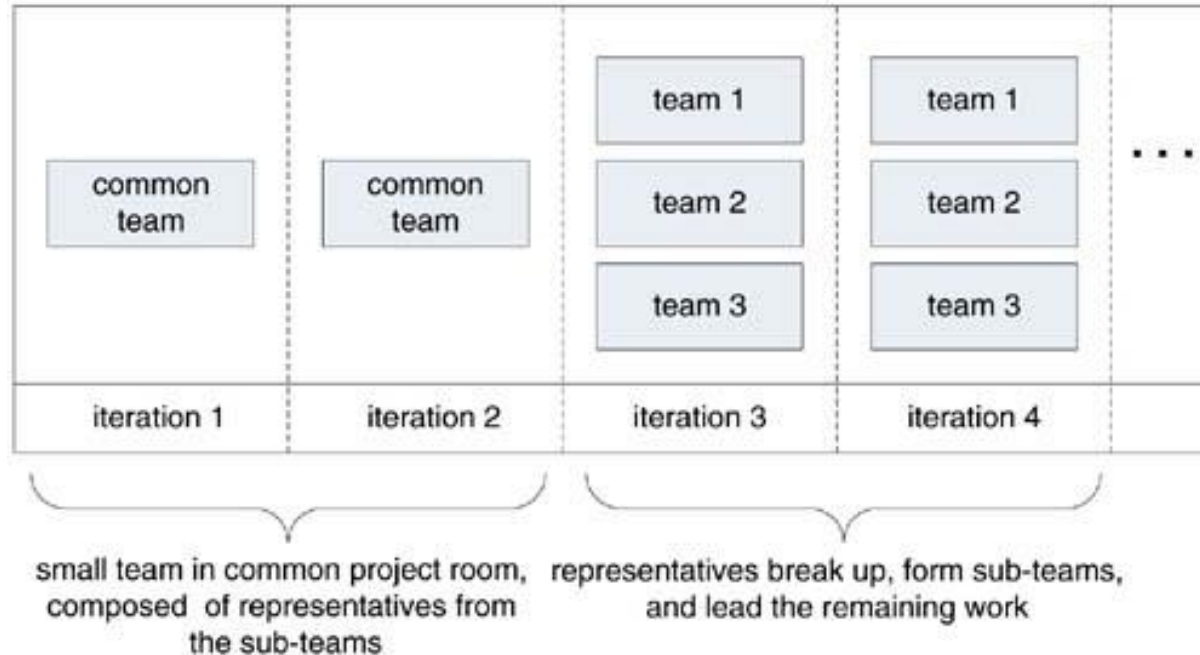 common
team
common
team
team 1
team 2
team 3
team 1
team 2
team 3
. . .
iteration 1
iteration 2
iteration 3
iteration 4
small team in common project room,
composed of representatives from
the sub-teams
representatives break up, form sub-teams,
and lead the remaining work